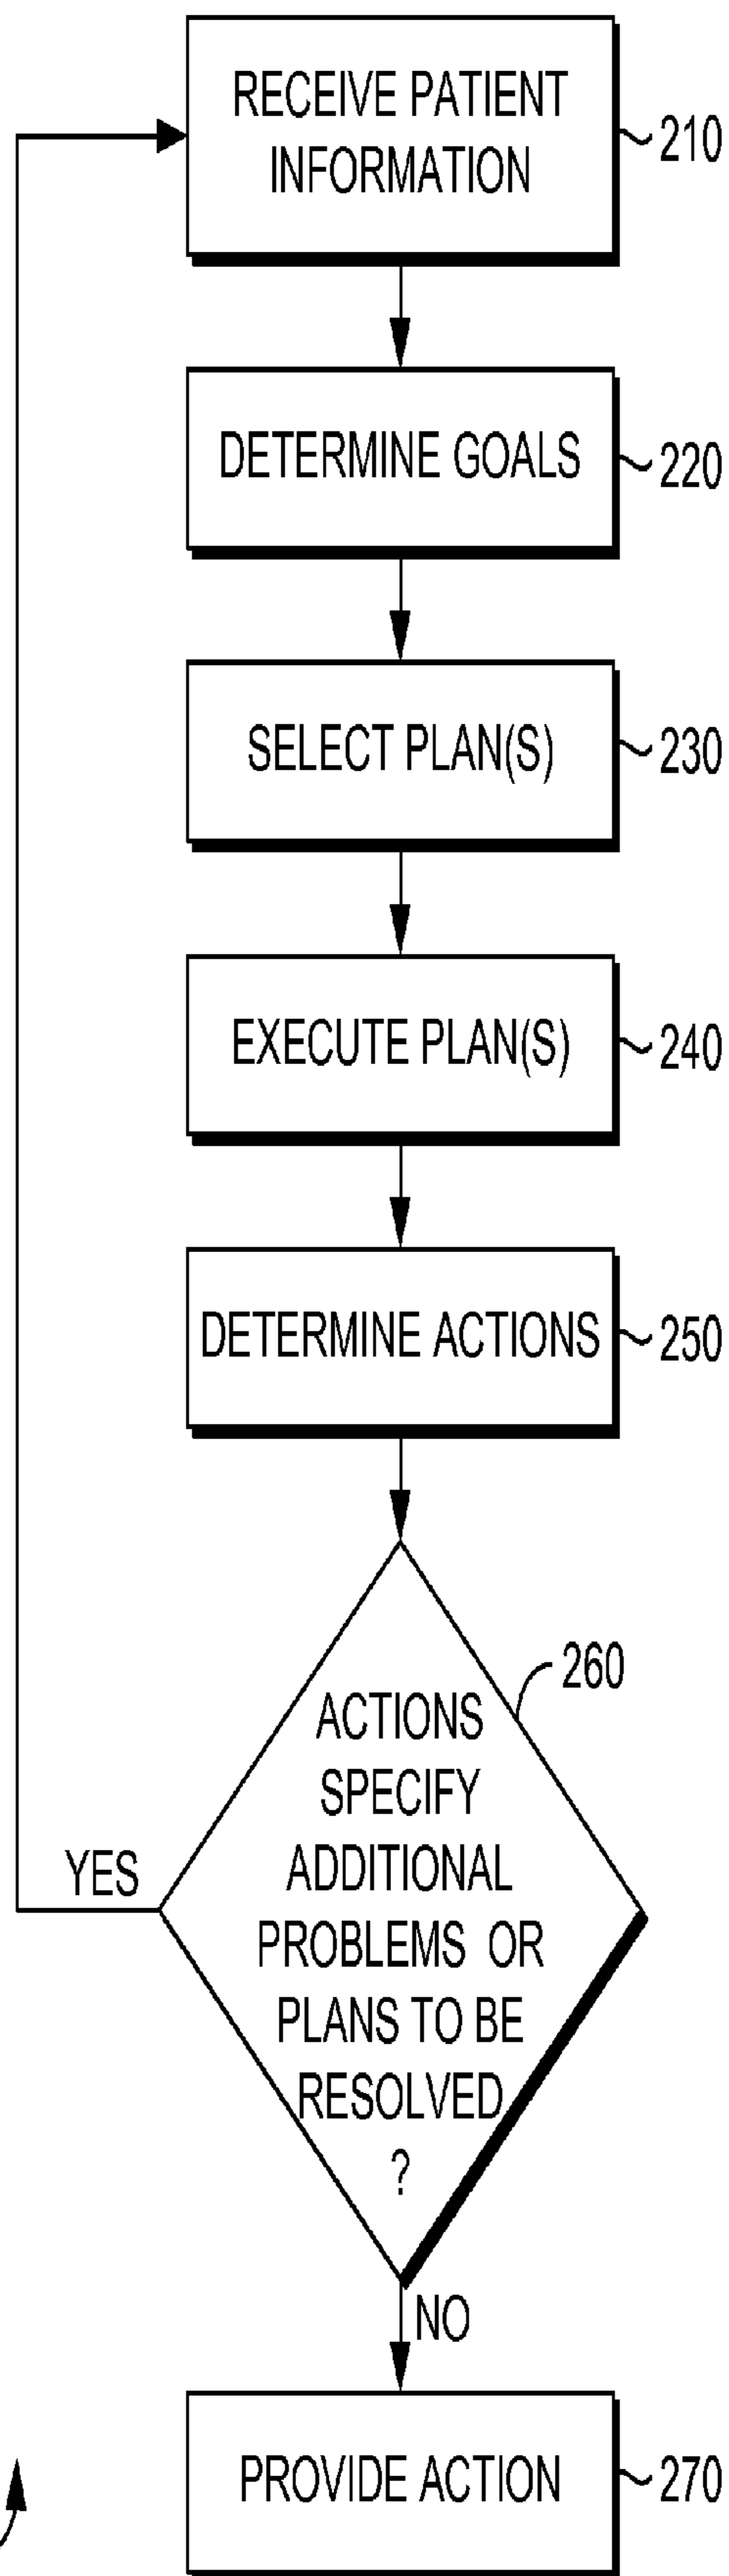 RECEIVE PATIENT
INFORMATION
210
DETERMINE GOALS
220
SELECT PLAN(S)
230
EXECUTE PLAN(S)
240
DETERMINE ACTIONS
250
260
ACTIONS
SPECIFY
ADDITIONAL
PROBLEMS OR
PLANS TO BE
RESOLVED
?
YES
NO
PROVIDE ACTION
270